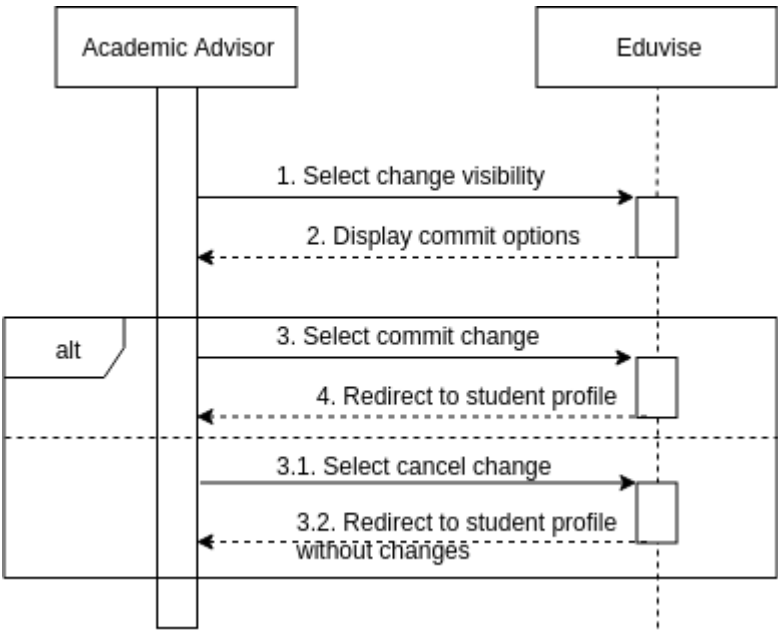 Academic Advisor
Eduvise
1. Select change visibility
2. Display commit options
alt
3. Select commit change
4. Redirect to student profile
3.1. Select cancel change
3.2. Redirect to student profile
without changes